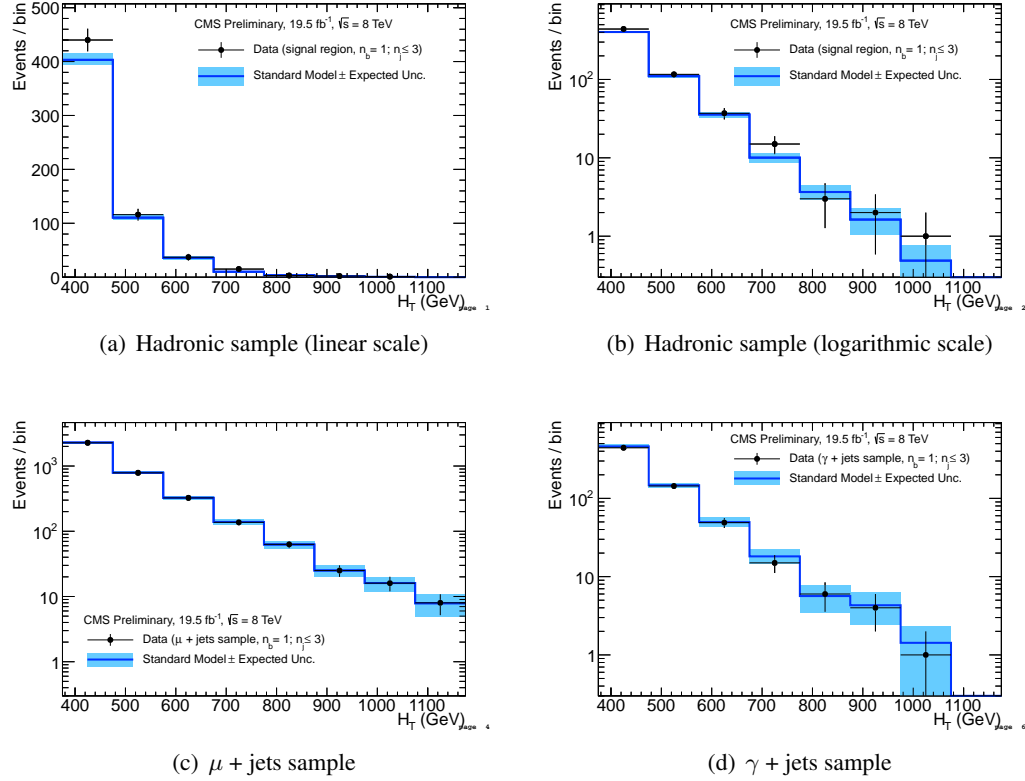 CMS Preliminary, 19.5 fb⁻¹, √s = 8 TeV
Data (signal region, n_b = 1; n_j ≤ 3)
Standard Model ± Expected Unc.
Events / bin
500
400
300
200
100
0
400 500 600 700 800 900 1000 1100
H_T (GeV)
page 1
(a) Hadronic sample (linear scale)
CMS Preliminary, 19.5 fb⁻¹, √s = 8 TeV
Data (signal region, n_b = 1; n_j ≤ 3)
Standard Model ± Expected Unc.
Events / bin
10²
10
1
400 500 600 700 800 900 1000 1100
H_T (GeV)
page 2
(b) Hadronic sample (logarithmic scale)
Events / bin
10³
10²
10
1
CMS Preliminary, 19.5 fb⁻¹, √s = 8 TeV
Data (μ + jets sample, n_b = 1; n_j ≤ 3)
Standard Model ± Expected Unc.
400 500 600 700 800 900 1000 1100
H_T (GeV)
page 4
(c) μ + jets sample
CMS Preliminary, 19.5 fb⁻¹, √s = 8 TeV
Data (γ + jets sample, n_b = 1; n_j ≤ 3)
Standard Model ± Expected Unc.
Events / bin
10²
10
1
400 500 600 700 800 900 1000 1100
H_T (GeV)
page 6
(d) γ + jets sample